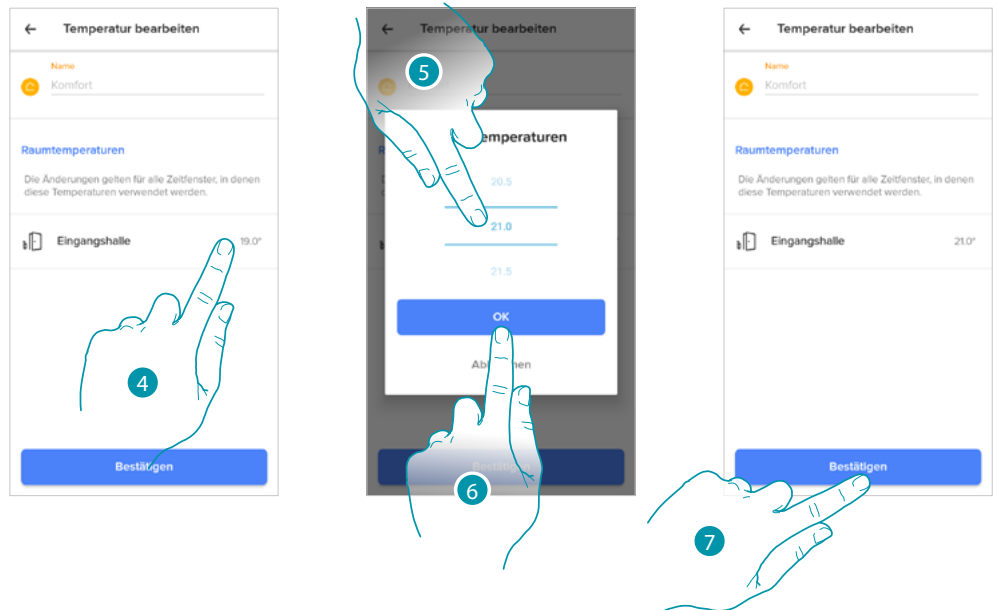 Temperatur bearbeiten
Name
Komfort
Raumtemperaturen
Die Änderungen gelten für alle Zeitfenster, in denen
diese Temperaturen verwendet werden.
Eingangshalle 19.0°
4
Bestätigen
Temperatur bearbeiten
5
emperaturen
20.5
21.0
21.5
OK
6
Temperatur bearbeiten
Name
Komfort
Raumtemperaturen
Die Änderungen gelten für alle Zeitfenster, in denen
diese Temperaturen verwendet werden.
Eingangshalle 21.0°
Bestätigen
7